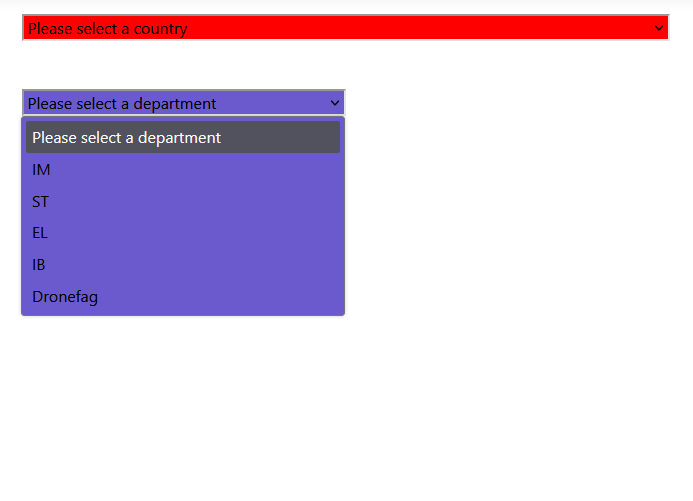 Please select a country
Please select a department
Please select a department
IM
ST
EL
IB
Dronefag